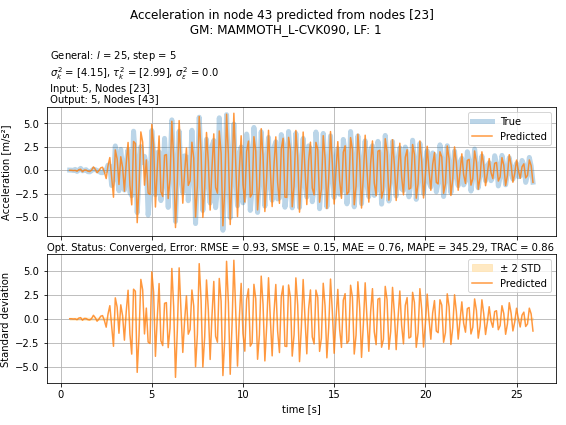 Acceleration in node 43 predicted from nodes [23]
GM: MAMMOTH_L-CVK090, LF: 1
General: l = 25, step = 5
σ²ₖ = [4.15], τ²ₖ = [2.99], σ²ε = 0.0
Input: 5, Nodes [23]
Output: 5, Nodes [43]
Acceleration [m/s²]
5.0
2.5
0.0
−2.5
−5.0
True
Predicted
Opt. Status: Converged, Error: RMSE = 0.93, SMSE = 0.15, MAE = 0.76, MAPE = 345.29, TRAC = 0.86
Standard deviation
5.0
2.5
0.0
−2.5
−5.0
± 2 STD
Predicted
0 5 10 15 20 25
time [s]